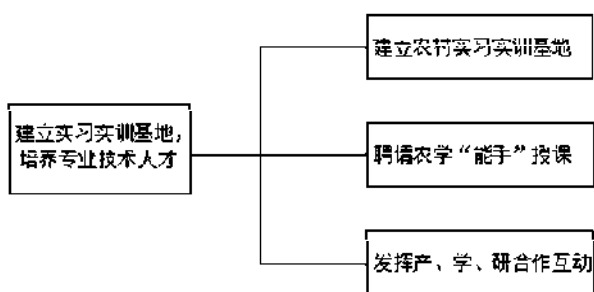 建立农村实习实训基地
建立实习实训基地，
培养专业技术人才
聘请农学“能手”授课
发挥产、学、研合作互动